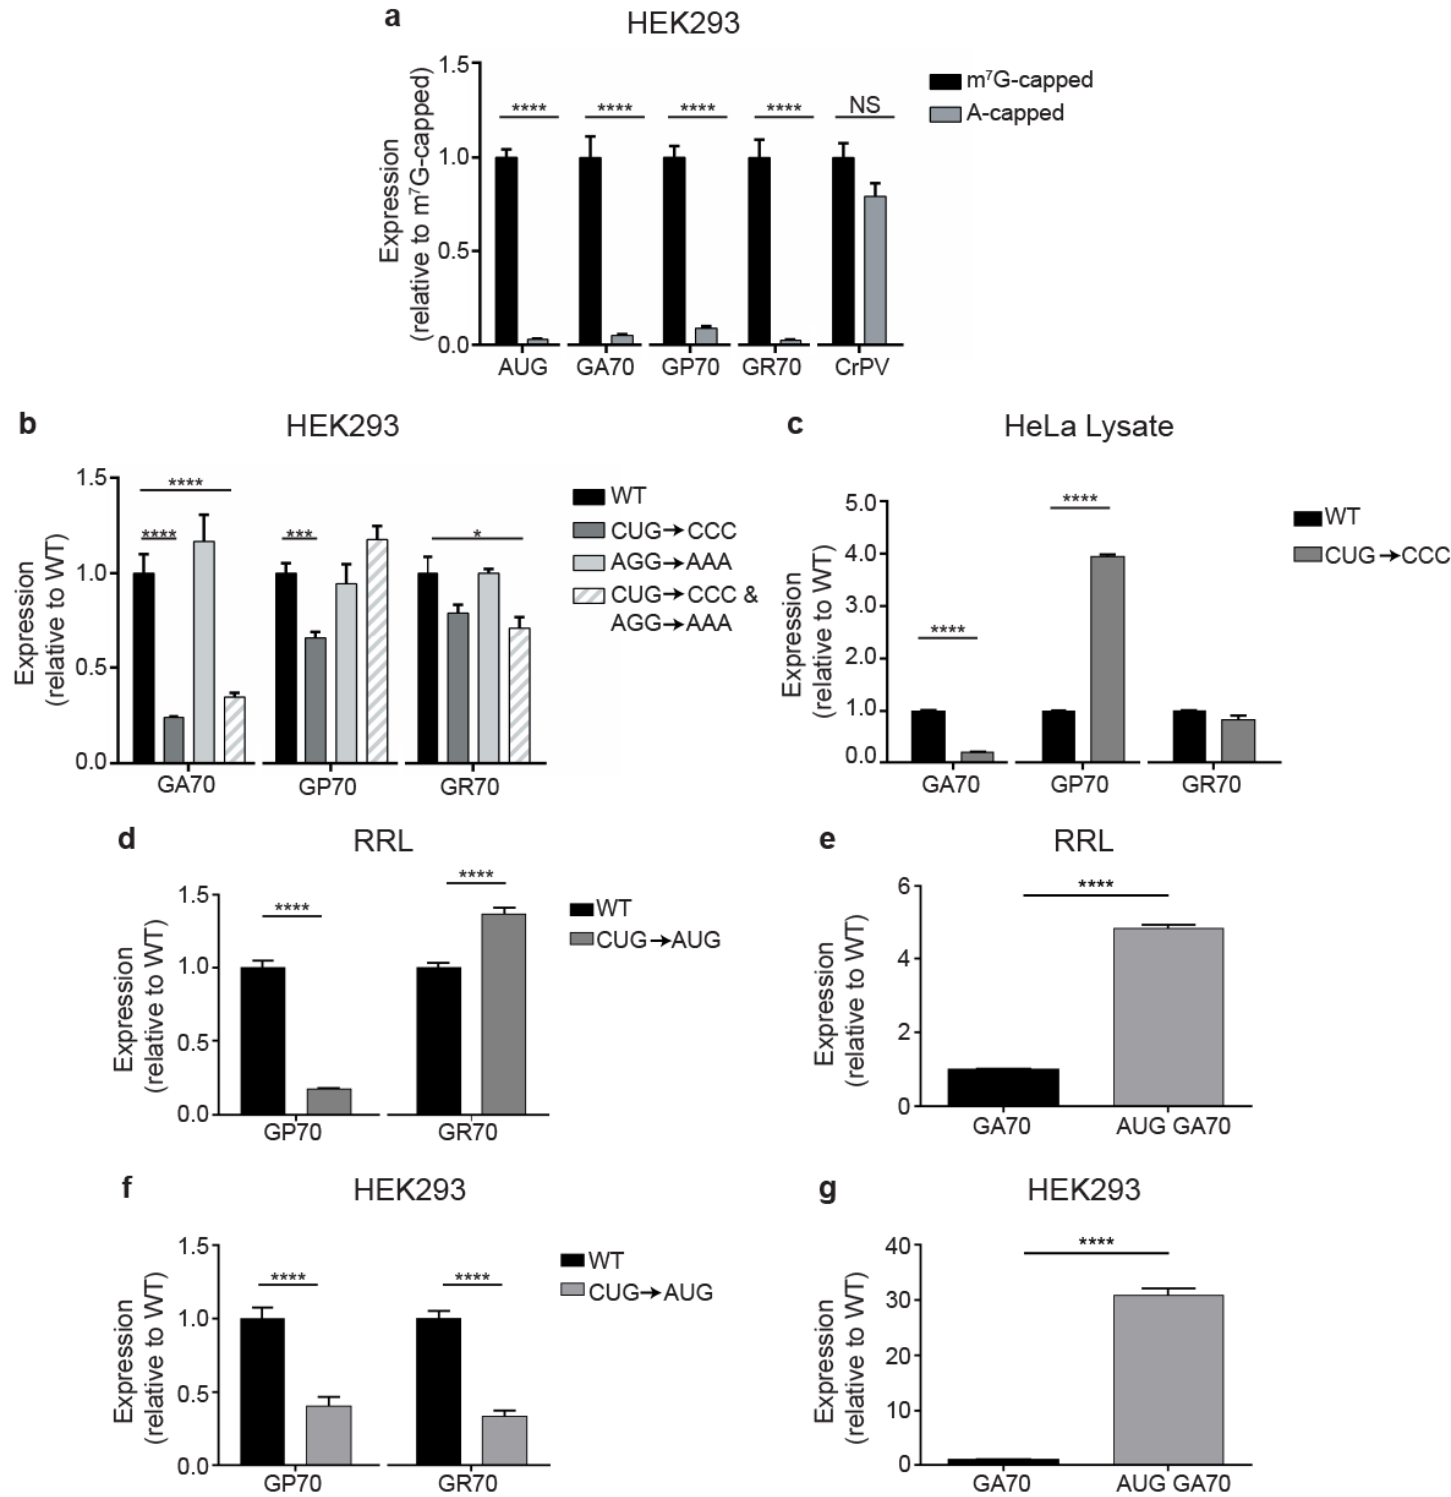 a
HEK293
Expression
(relative to m⁷G-capped)
1.5
1.0
0.5
0.0
**** **** **** **** NS
m⁷G-capped
A-capped
AUG GA70 GP70 GR70 CrPV
b
HEK293
Expression
(relative to WT)
1.5
1.0
0.5
0.0
****
**** *** *
WT
CUG→CCC
AGG→AAA
CUG→CCC &
AGG→AAA
GA70 GP70 GR70
c
HeLa Lysate
Expression
(relative to WT)
5.0
4.0
3.0
2.0
1.0
0.0
****
****
WT
CUG→CCC
GA70 GP70 GR70
d
RRL
Expression
(relative to WT)
1.5
1.0
0.5
0.0
****
****
WT
CUG→AUG
GP70 GR70
e
RRL
Expression
(relative to WT)
6
4
2
0
****
GA70 AUG GA70
f
HEK293
Expression
(relative to WT)
1.5
1.0
0.5
0.0
**** ****
WT
CUG→AUG
GP70 GR70
g
HEK293
Expression
(relative to WT)
40
30
20
10
0
****
GA70 AUG GA70